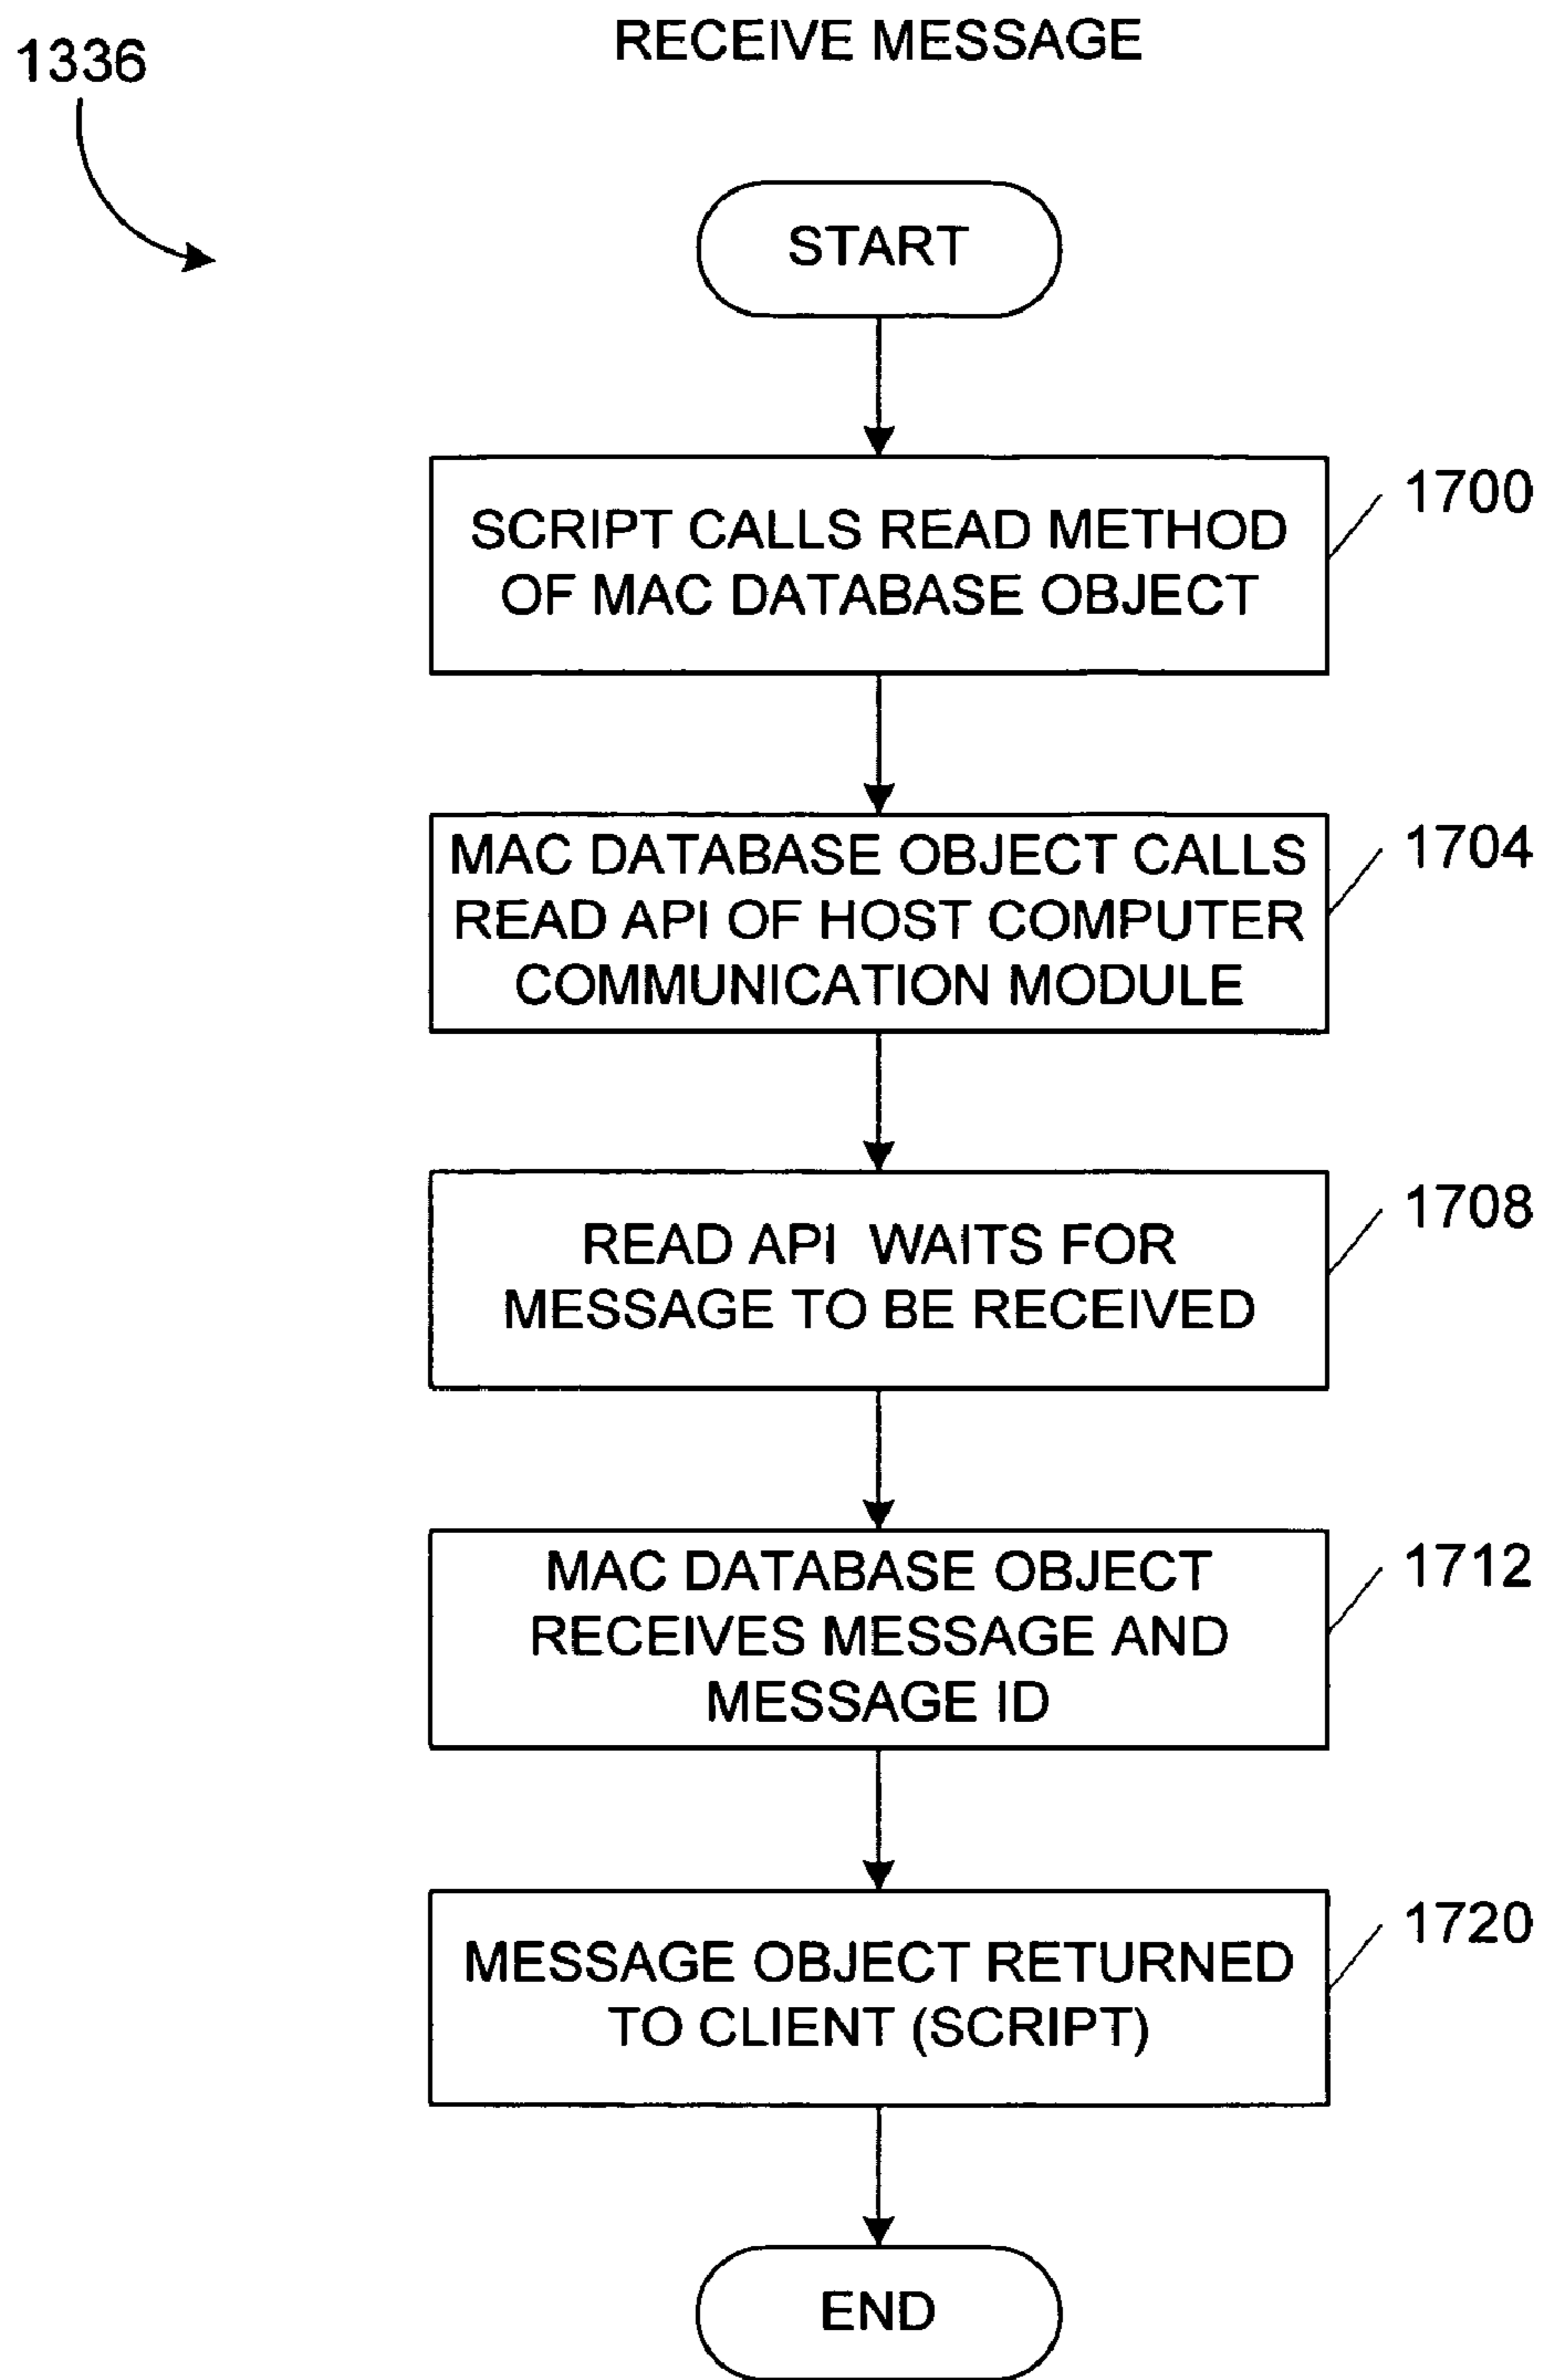 RECEIVE MESSAGE
1336
START
SCRIPT CALLS READ METHOD
OF MAC DATABASE OBJECT
1700
MAC DATABASE OBJECT CALLS
READ API OF HOST COMPUTER
COMMUNICATION MODULE
1704
READ API WAITS FOR
MESSAGE TO BE RECEIVED
1708
MAC DATABASE OBJECT
RECEIVES MESSAGE AND
MESSAGE ID
1712
MESSAGE OBJECT RETURNED
TO CLIENT (SCRIPT)
1720
END